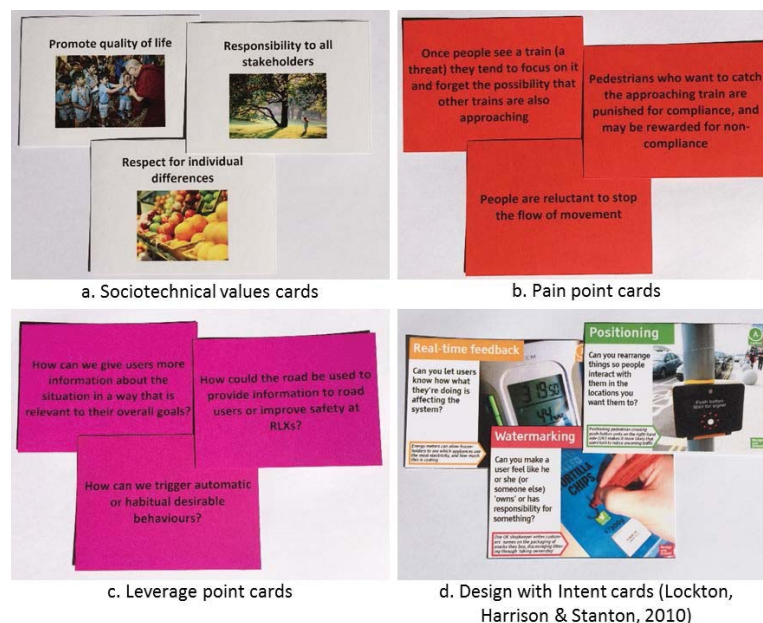 Promote quality of life
Responsibility to all
stakeholders
Respect for individual
differences
a. Sociotechnical values cards
Once people see a train (a
threat) they tend to focus on it
and forget the possibility that
other trains are also
approaching
Pedestrians who want to catch
the approaching train are
punished for compliance, and
may be rewarded for non-
compliance
People are reluctant to stop
the flow of movement
b. Pain point cards
How can we give users more
information about the
situation in a way that is
relevant to their overall goals?
How could the road be used to
provide information to road
users or improve safety at
RLXs?
How can we trigger automatic
or habitual desirable
behaviours?
c. Leverage point cards
Real-time feedback
Can you let users
know how what
they're doing is
affecting the
system?
Positioning
Can you rearrange
things so people
interact with
them in the
locations you
want them to?
Watermarking
Can you make a
user feel like he
or she (or
someone else)
'owns' or has
responsibility for
something?
d. Design with Intent cards (Lockton,
Harrison & Stanton, 2010)